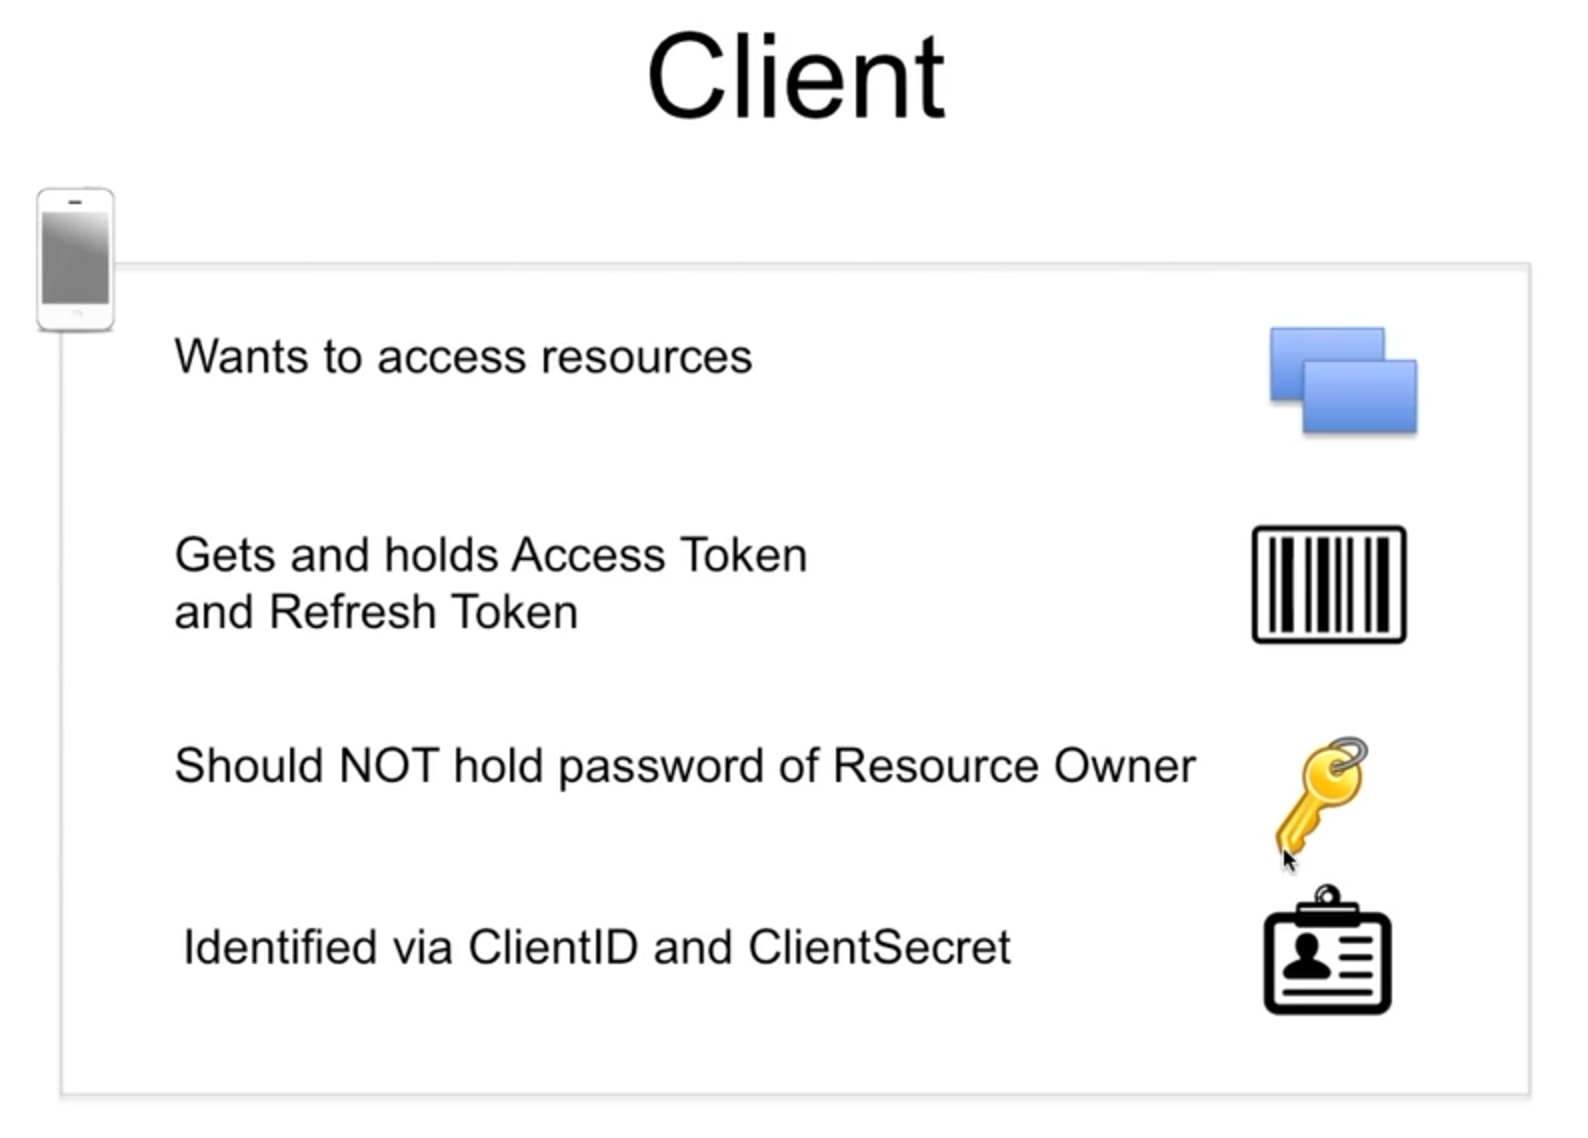 Client
Wants to access resources
Gets and holds Access Token
and Refresh Token
Should NOT hold password of Resource Owner
Identified via ClientID and ClientSecret